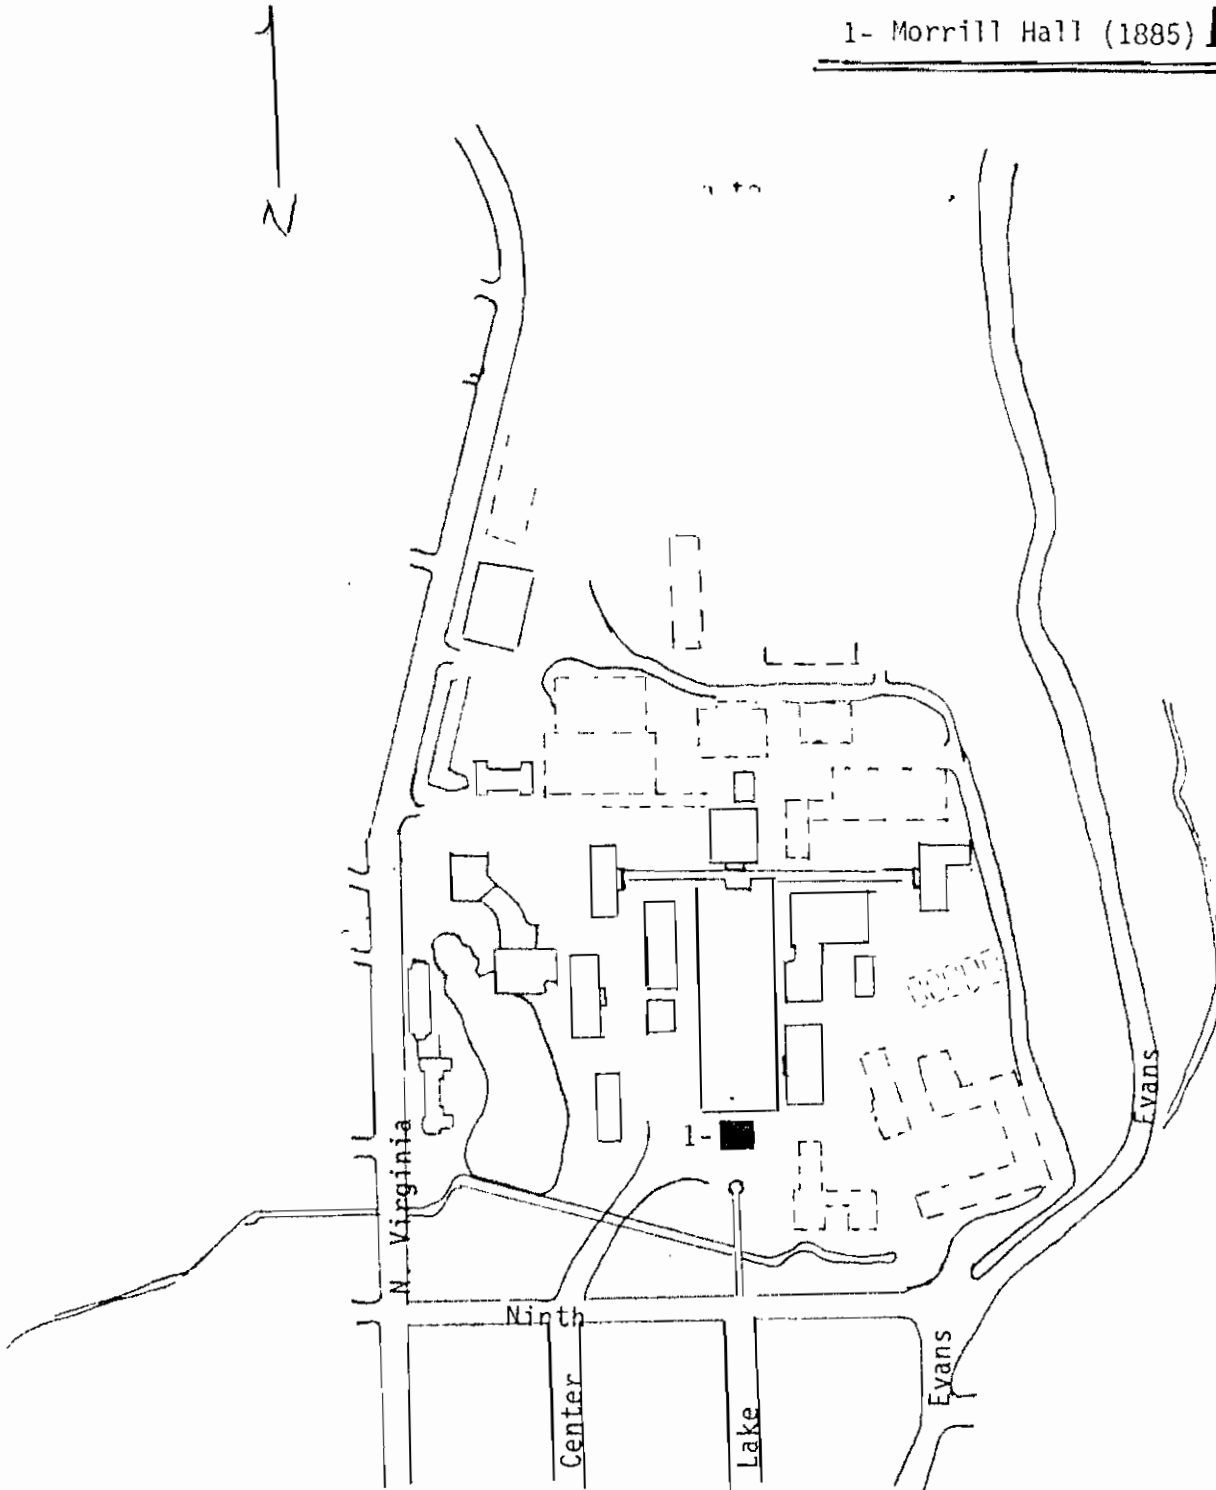 1- Morrill Hall (1885)
N
1-
Evans
N. Virginia
Ninth
Evans
Center
Lake